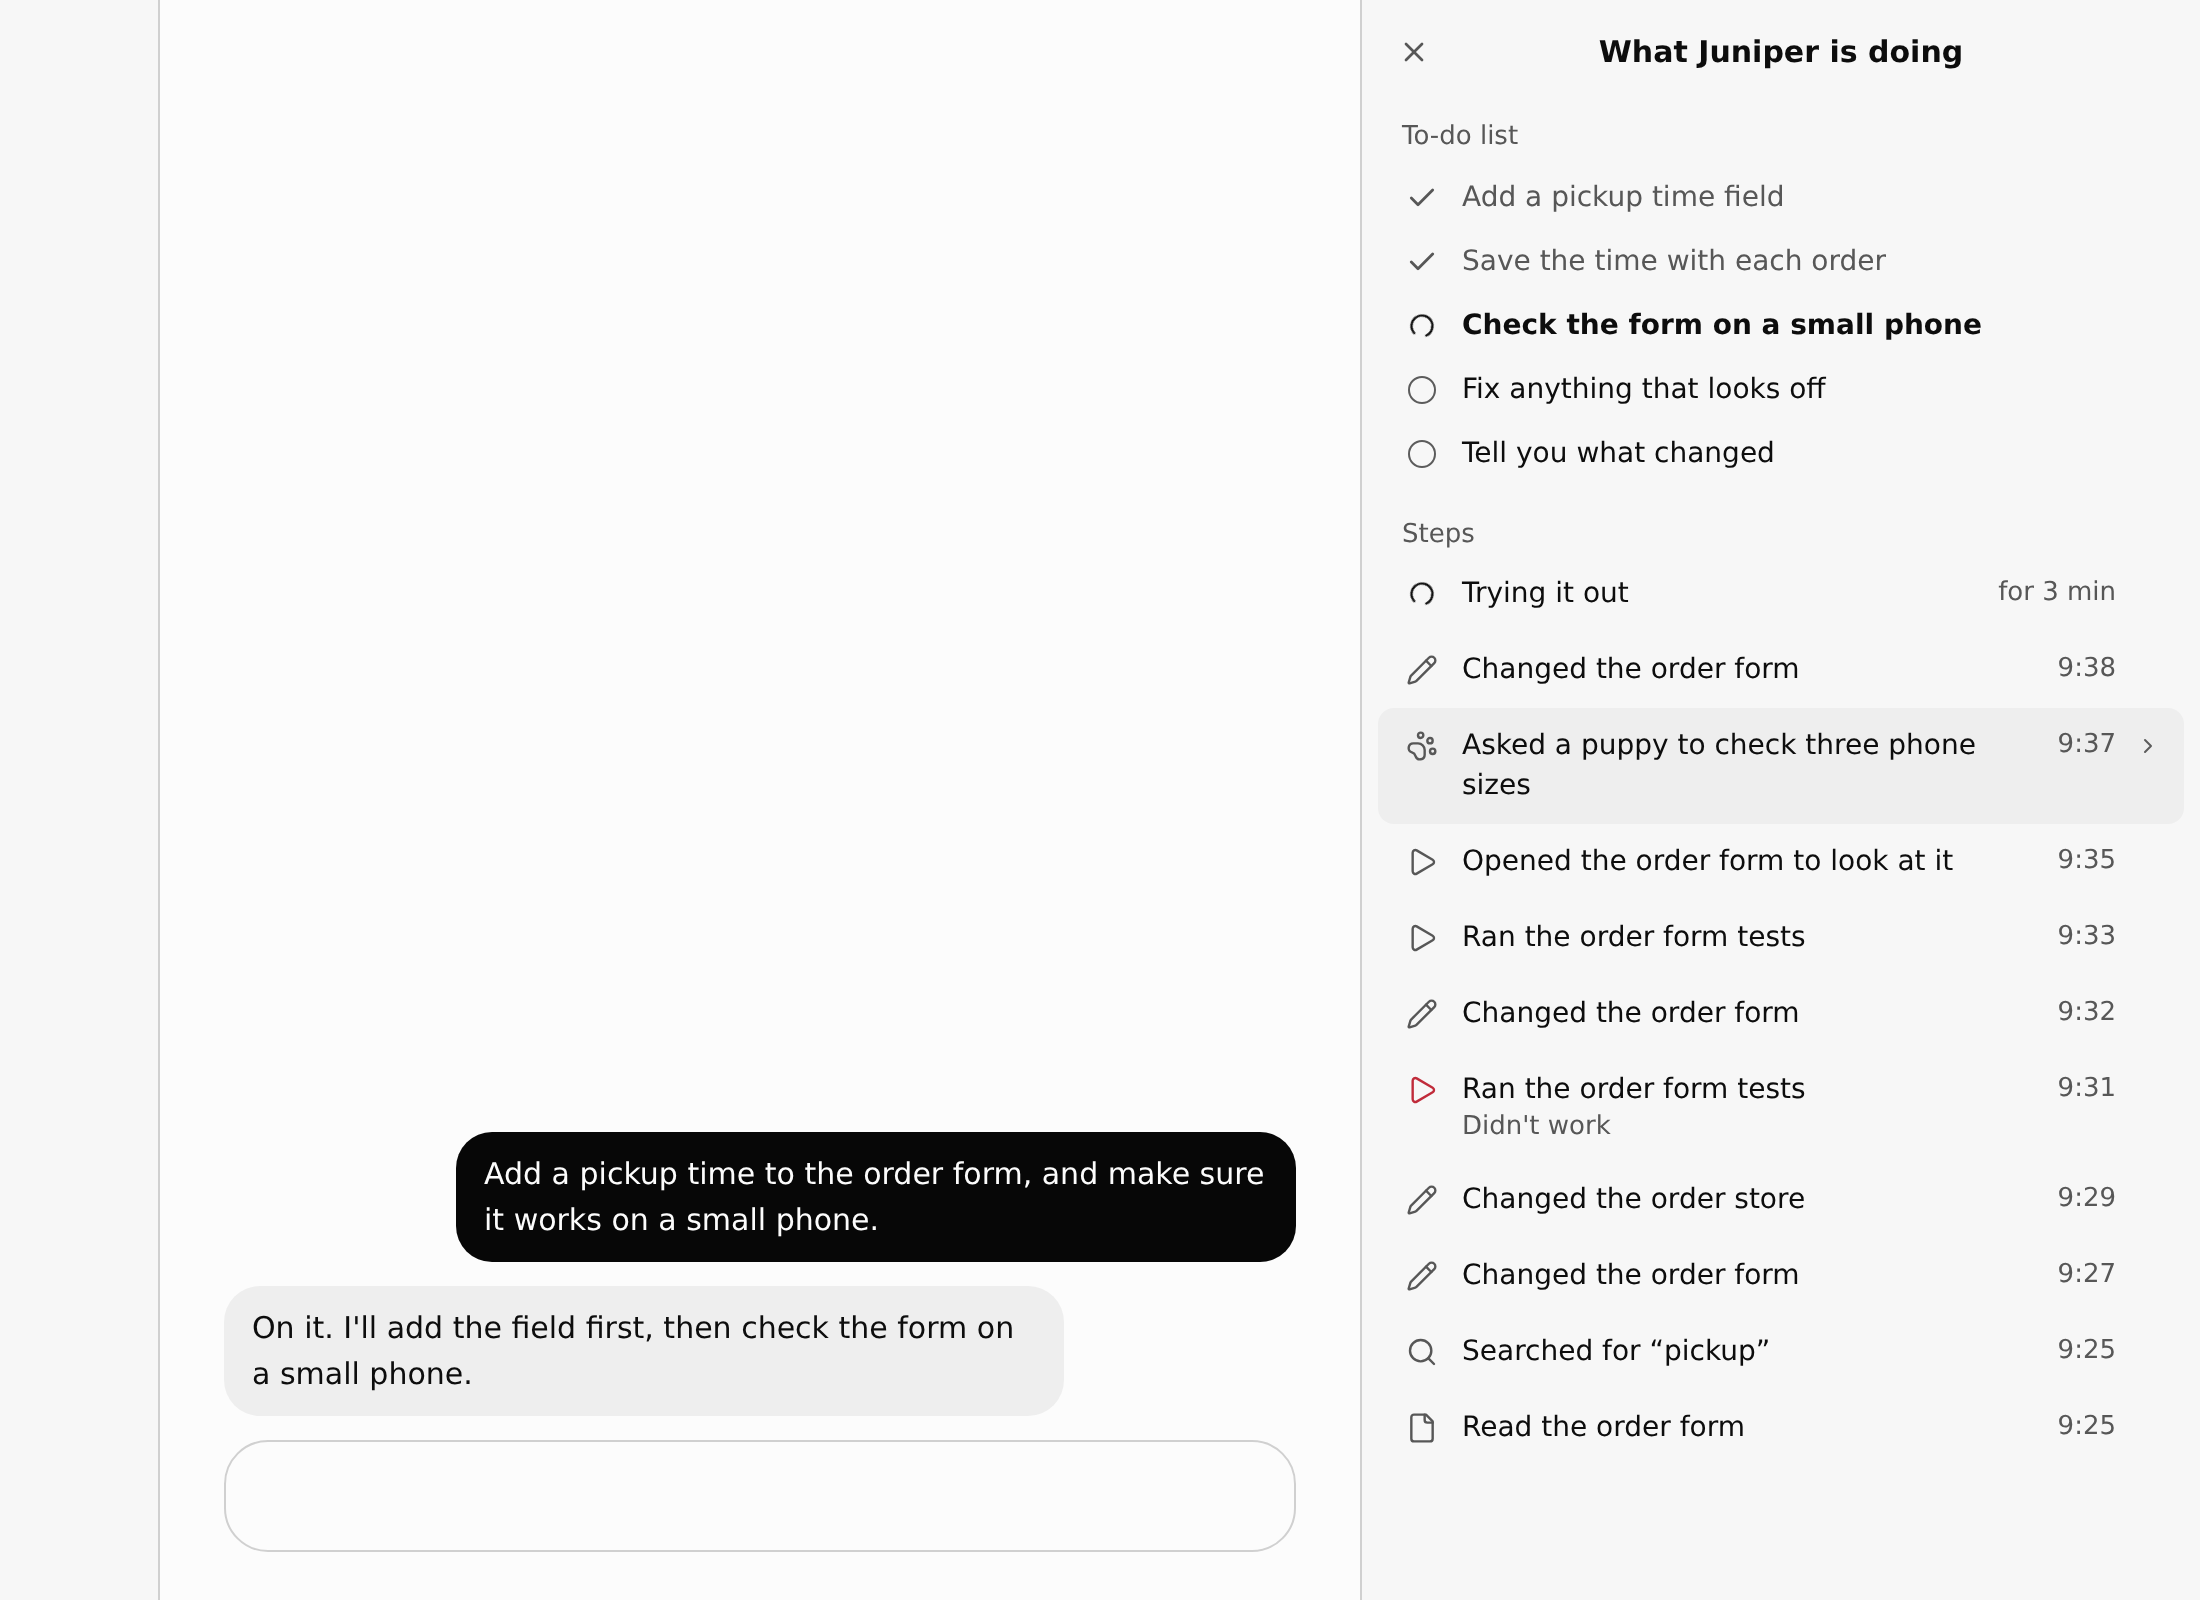 Add a pickup time to the order form, and make sure
it works on a small phone.
On it. I'll add the field first, then check the form on
a small phone.
What Juniper is doing
To-do list
Add a pickup time field
Save the time with each order
Check the form on a small phone
Fix anything that looks off
Tell you what changed
Steps
Trying it out for 3 min
Changed the order form 9:38
Asked a puppy to check three phone 9:37
sizes
Opened the order form to look at it 9:35
Ran the order form tests 9:33
Changed the order form 9:32
Ran the order form tests 9:31
Didn't work
Changed the order store 9:29
Changed the order form 9:27
Searched for “pickup” 9:25
Read the order form 9:25